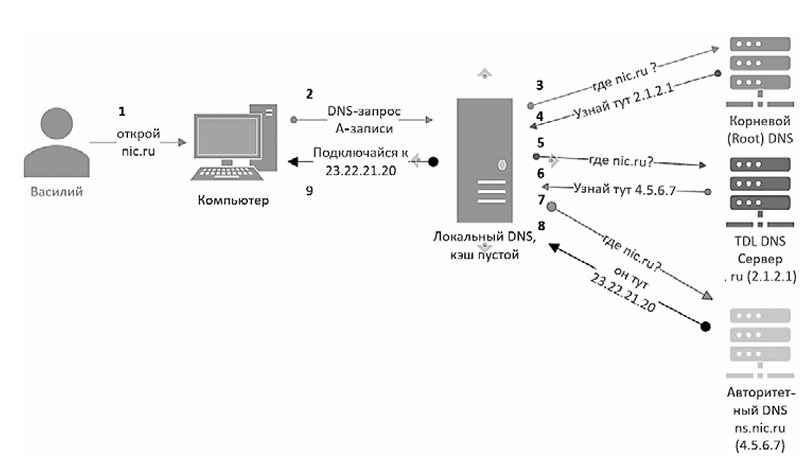 1
открой
nic.ru
Василий
Компьютер
2
DNS-запрос
А-записи
Подключайся к
23.22.21.20
9
Локальный DNS,
кэш пустой
3
где nic.ru ?
4
Узнай тут 2.1.2.1
5
где nic.ru?
6
Узнай тут 4.5.6.7
7
где nic.ru?
8
он тут
23.22.21.20
Корневой
(Root) DNS
TDL DNS
Сервер
. ru (2.1.2.1)
Авторитет-
ный DNS
ns.nic.ru
(4.5.6.7)